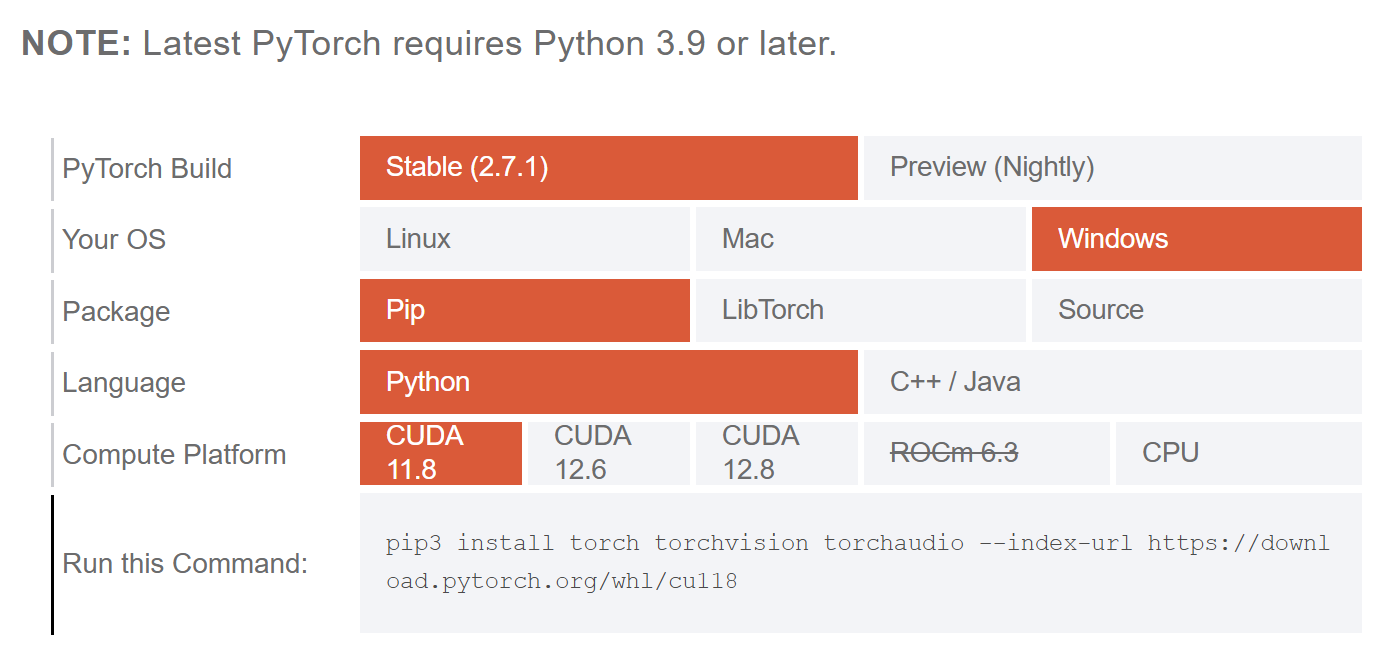 NOTE: Latest PyTorch requires Python 3.9 or later.
PyTorch Build
Stable (2.7.1)
Preview (Nightly)
Your OS
Linux
Mac
Windows
Package
Pip
LibTorch
Source
Language
Python
C++ / Java
Compute Platform
CUDA
11.8
CUDA
12.6
CUDA
12.8
ROCm 6.3
CPU
Run this Command:
pip3 install torch torchvision torchaudio --index-url https://downl
oad.pytorch.org/whl/cu118